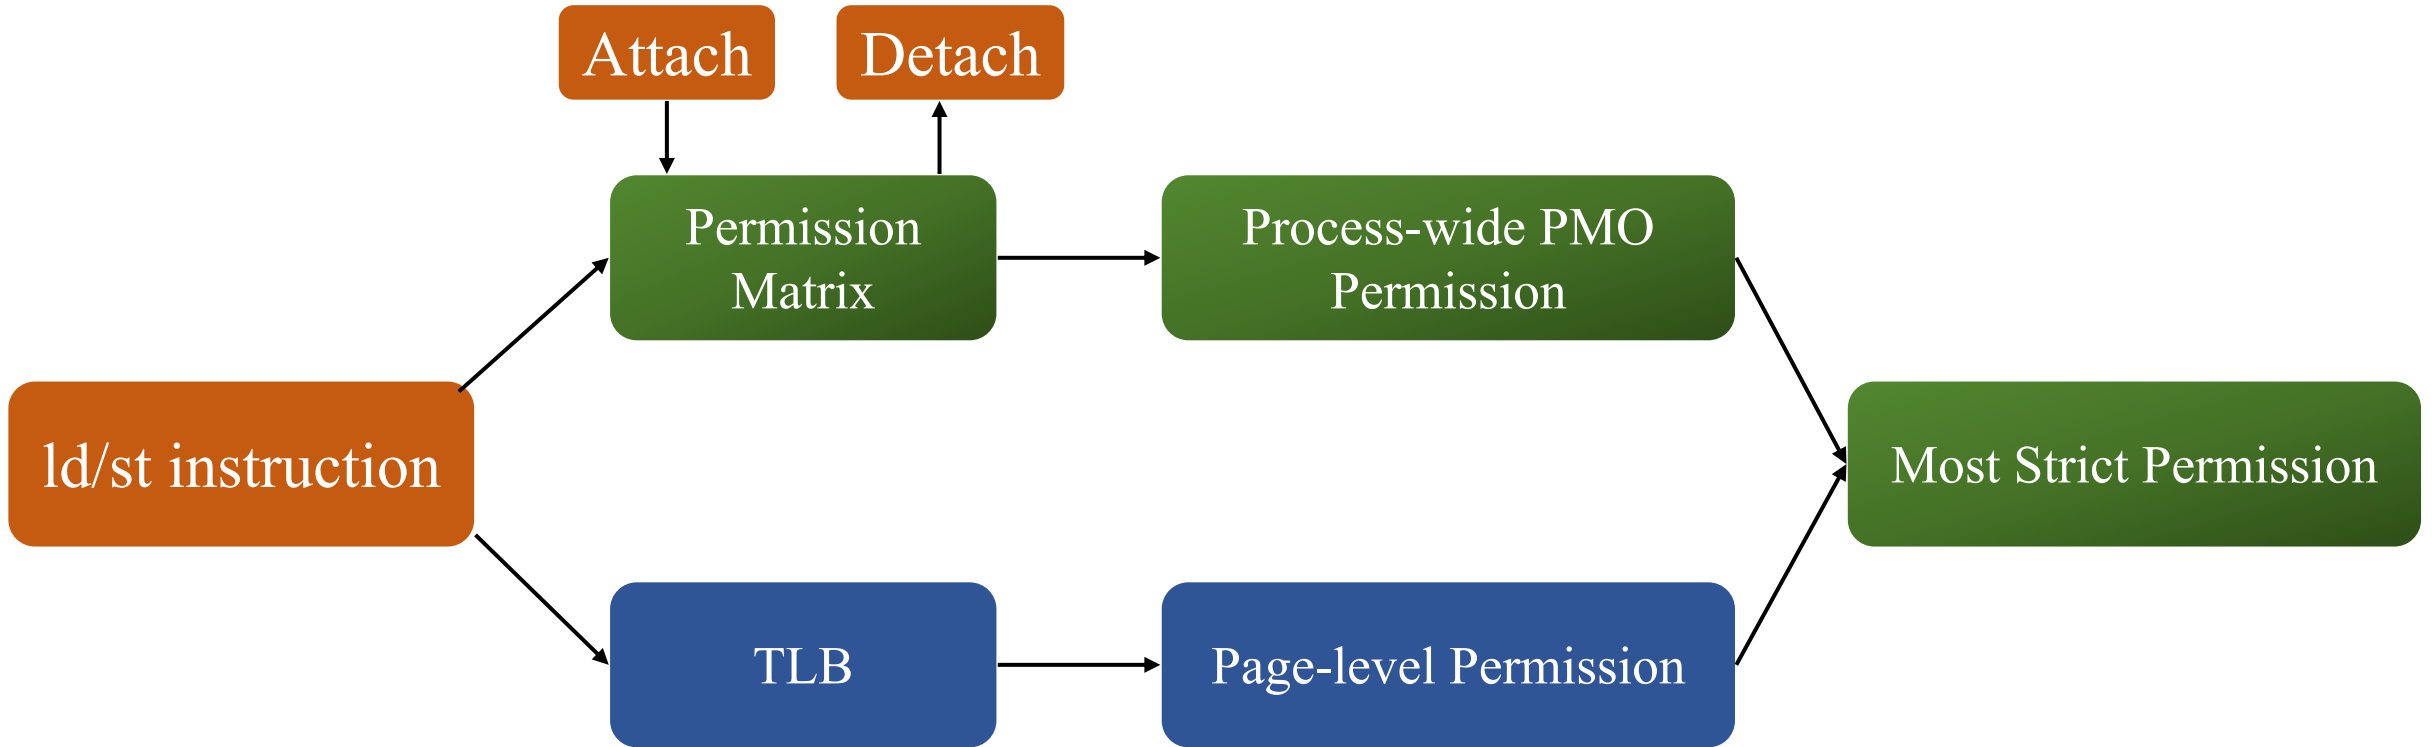 Attach
Detach
Permission
Matrix
Process-wide PMO
Permission
ld/st instruction
Most Strict Permission
TLB
Page-level Permission